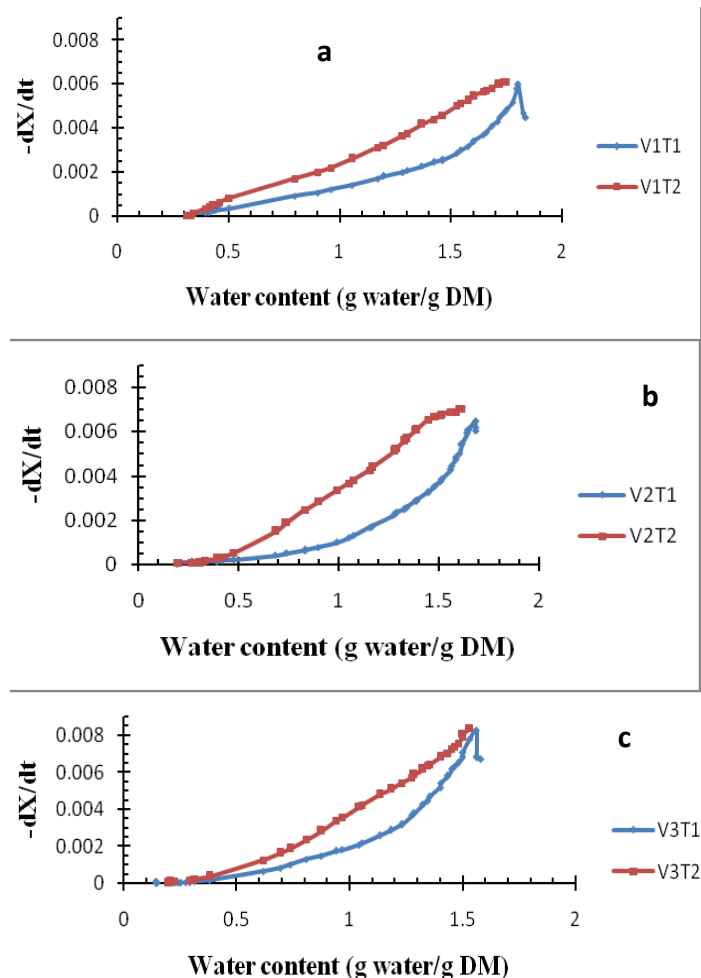 a
-dX/dt
0.008
0.006
0.004
0.002
0
0 0.5 1 1.5 2
Water content (g water/g DM)
V1T1
V1T2
b
-dX/dt
0.008
0.006
0.004
0.002
0
0 0.5 1 1.5 2
Water content (g water/g DM)
V2T1
V2T2
c
-dX/dt
0.008
0.006
0.004
0.002
0
0 0.5 1 1.5 2
Water content (g water/g DM)
V3T1
V3T2